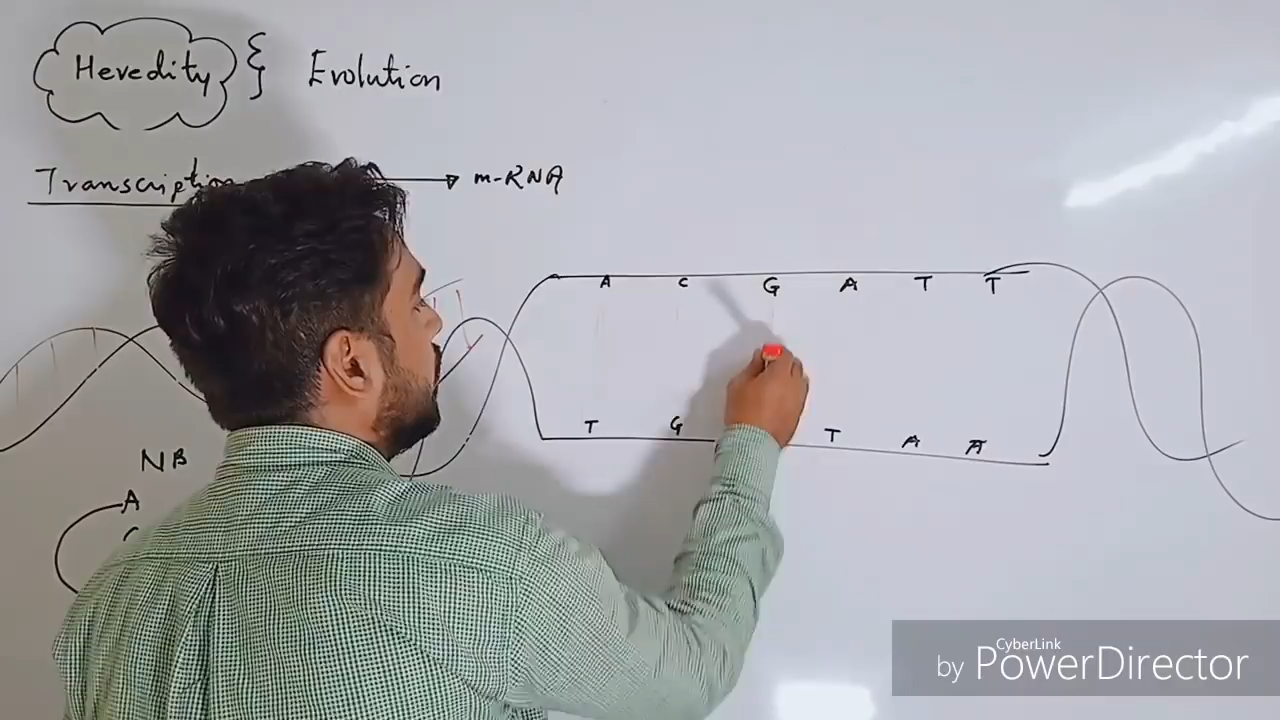 Heredity } Evolution
Transcription → m-RNA
A C G A T T
T G T A A
NB
A
C
CyberLink
by PowerDirector